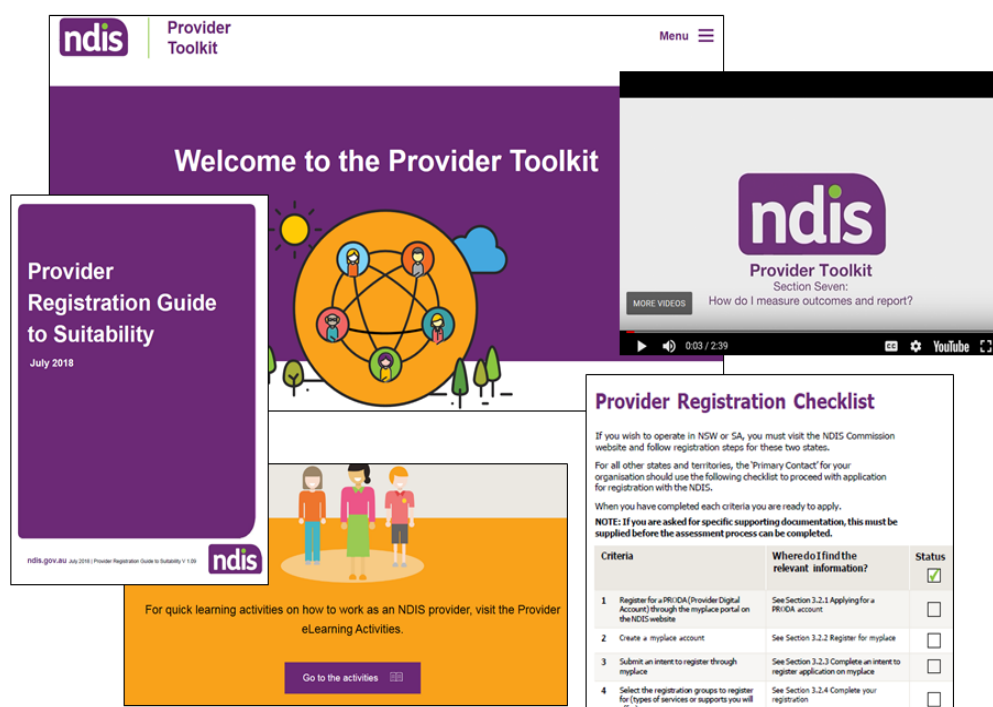 ndis
Provider
Toolkit
Menu
Welcome to the Provider Toolkit
ndis
Provider Toolkit
Section Seven:
How do I measure outcomes and report?
MORE VIDEOS
0:03 / 2:39
CC
YouTube
Provider
Registration Guide
to Suitability
July 2018
ndis.gov.au July 2018 | Provider Registration Guide to Suitability V 1.09
ndis
For quick learning activities on how to work as an NDIS provider, visit the Provider
eLearning Activities.
Go to the activities
Provider Registration Checklist
If you wish to operate in NSW or SA, you must visit the NDIS Commission
website and follow registration steps for these two states.
For all other states and territories, the 'Primary Contact' for your
organisation should use the following checklist to proceed with application
for registration with the NDIS.
When you have completed each criteria you are ready to apply.
NOTE: If you are asked for specific supporting documentation, this must be
supplied before the assessment process can be completed.
Criteria
Where do I find the
relevant information?
Status
1 Register for a PRODA (Provider Digital
Account) through the myplace portal on
the NDIS website
See Section 3.2.1 Applying for a
PRODA account
2 Create a myplace account
See Section 3.2.2 Register for myplace
3 Submit an intent to register through
myplace
See Section 3.2.3 Complete an intent to
register application on myplace
4 Select the registration groups to register
for (types of services or supports you will
See Section 3.2.4 Complete your
registration